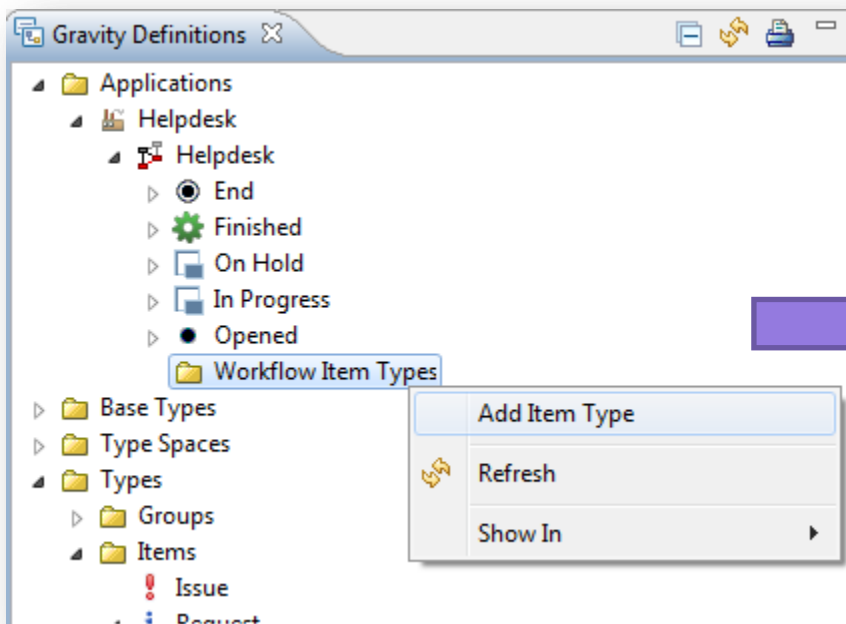 Gravity Definitions
Applications
Helpdesk
Helpdesk
End
Finished
On Hold
In Progress
Opened
Workflow Item Types
Base Types
Add Item Type
Type Spaces
Types
Refresh
Groups
Show In
Items
Issue
Request